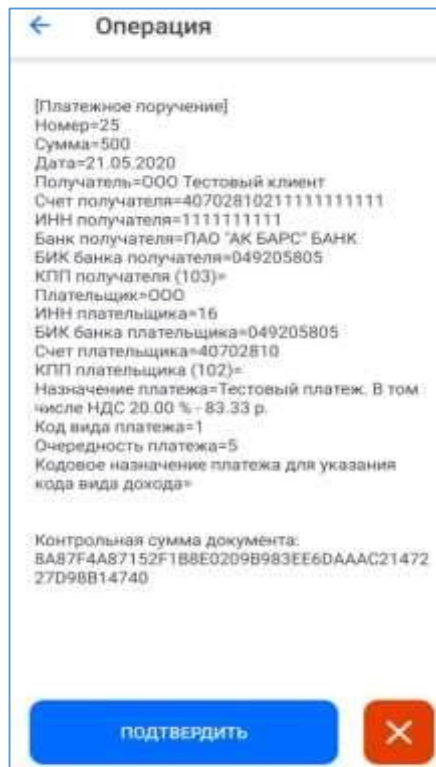 Операция
[Платежное поручение]
Номер=25
Сумма=500
Дата=21.05.2020
Получатель=ООО Тестовый клиент
Счет получателя=40702810211111111111
ИНН получателя=1111111111
Банк получателя=ПАО "АК БАРС" БАНК
БИК банка получателя=049205805
КПП получателя (103)=
Плательщик=ООО
ИНН плательщика=16
БИК банка плательщика=049205805
Счет плательщика=40702810
КПП плательщика (102)=
Назначение платежа=Тестовый платеж. В том
числе НДС 20.00 % - 83.33 р.
Код вида платежа=1
Очередность платежа=5
Кодовое назначение платежа для указания
кода вида дохода=
Контрольная сумма документа:
8A87F4A87152F1B8E0209B983EE6DAAAC21472
27D98B14740
ПОДТВЕРДИТЬ